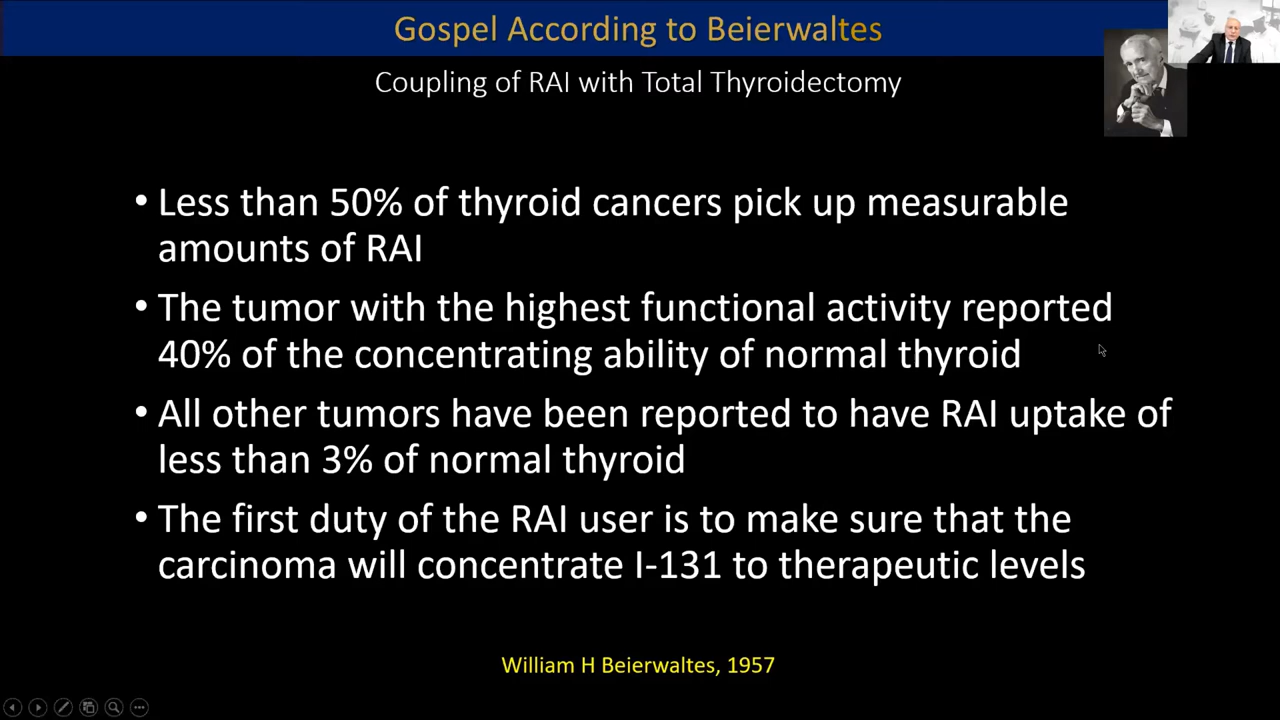 Gospel According to Beierwaltes
Coupling of RAI with Total Thyroidectomy
• Less than 50% of thyroid cancers pick up measurable
amounts of RAI
• The tumor with the highest functional activity reported
40% of the concentrating ability of normal thyroid
• All other tumors have been reported to have RAI uptake of
less than 3% of normal thyroid
• The first duty of the RAI user is to make sure that the
carcinoma will concentrate I-131 to therapeutic levels
William H Beierwaltes, 1957